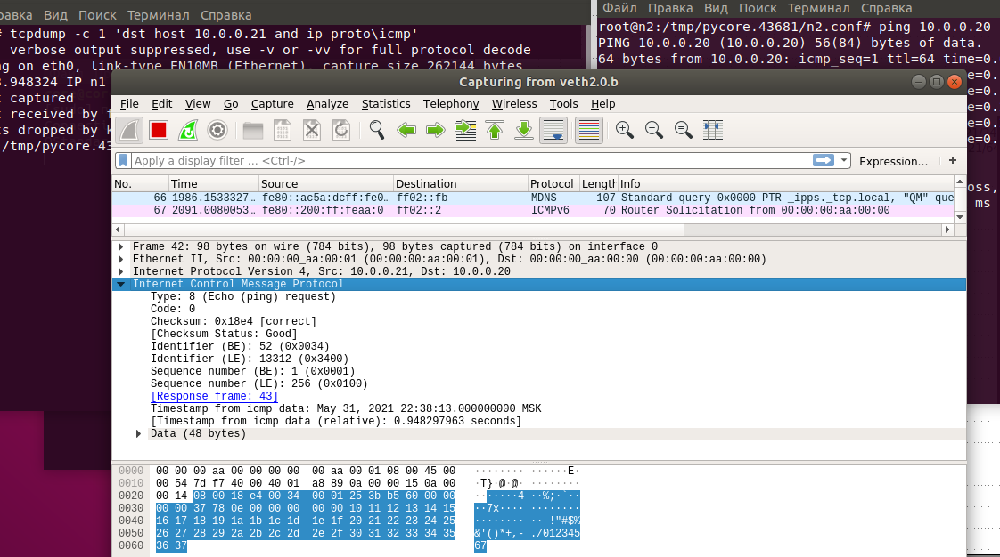 равка Вид Поиск Терминал Справка
# tcpdump -c 1 'dst host 10.0.0.21 and ip proto\icmp'
verbose output suppressed, use -v or -vv for full protocol decode
ng on eth0, link-type EN10MB (Ethernet), capture size 262144 bytes
.948324 IP n1
captured
received by f
s dropped by k
/tmp/pycore.43
Файл Правка Вид Поиск Терминал Справка
root@n2:/tmp/pycore.43681/n2.conf# ping 10.0.0.20
PING 10.0.0.20 (10.0.0.20) 56(84) bytes of data.
64 bytes from 10.0.0.20: icmp_seq=1 ttl=64 time=0.
e=0.
e=0.
e=0.
e=0.
e=0.
oss,
ms
Capturing from veth2.0.b
File Edit View Go Capture Analyze Statistics Telephony Wireless Tools Help
Apply a display filter ... <Ctrl-/> Expression... +
No. Time Source Destination Protocol Length Info
66 1986.1533327… fe80::ac5a:dcff:fe0… ff02::fb MDNS 107 Standard query 0x0000 PTR _ipps._tcp.local, "QM" que
67 2091.0080053… fe80::200:ff:feaa:0 ff02::2 ICMPv6 70 Router Solicitation from 00:00:00:aa:00:00
Frame 42: 98 bytes on wire (784 bits), 98 bytes captured (784 bits) on interface 0
Ethernet II, Src: 00:00:00_aa:00:01 (00:00:00:aa:00:01), Dst: 00:00:00_aa:00:00 (00:00:00:aa:00:00)
Internet Protocol Version 4, Src: 10.0.0.21, Dst: 10.0.0.20
Internet Control Message Protocol
Type: 8 (Echo (ping) request)
Code: 0
Checksum: 0x18e4 [correct]
[Checksum Status: Good]
Identifier (BE): 52 (0x0034)
Identifier (LE): 13312 (0x3400)
Sequence number (BE): 1 (0x0001)
Sequence number (LE): 256 (0x0100)
[Response frame: 43]
Timestamp from icmp data: May 31, 2021 22:38:13.000000000 MSK
[Timestamp from icmp data (relative): 0.948297963 seconds]
Data (48 bytes)
0000 00 00 00 aa 00 00 00 00 00 aa 00 01 08 00 45 00 ········ ······E·
0010 00 54 7d f7 40 00 40 01 a8 89 0a 00 00 15 0a 00 ·T}·@·@· ········
0020 00 14 08 00 18 e4 00 34 00 01 25 3b b5 60 00 00 ·······4 ··%;·`··
0030 00 00 37 78 0e 00 00 00 00 00 10 11 12 13 14 15 ··7x···· ········
0040 16 17 18 19 1a 1b 1c 1d 1e 1f 20 21 22 23 24 25 ········ ·· !"#$%
0050 26 27 28 29 2a 2b 2c 2d 2e 2f 30 31 32 33 34 35 &'()*+,- ./012345
0060 36 37 67